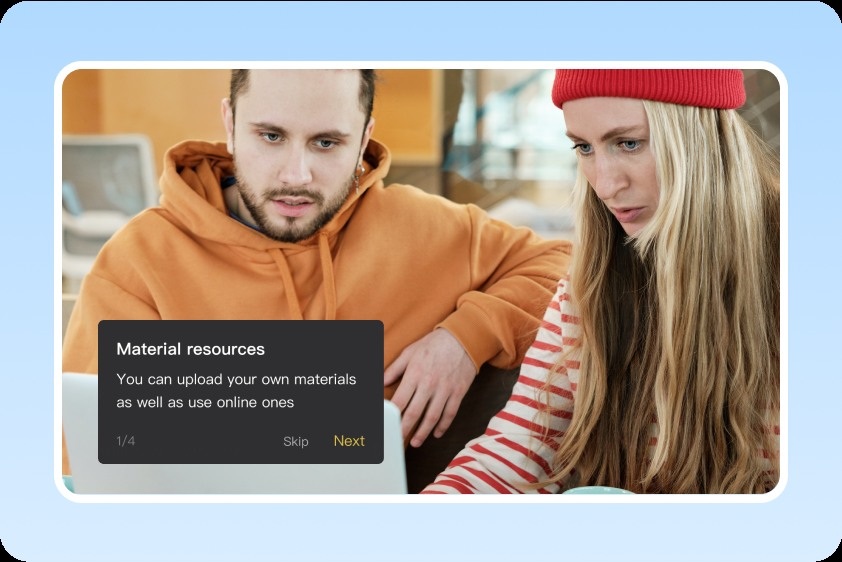 Material resources
You can upload your own materials
as well as use online ones
1/4 Skip Next